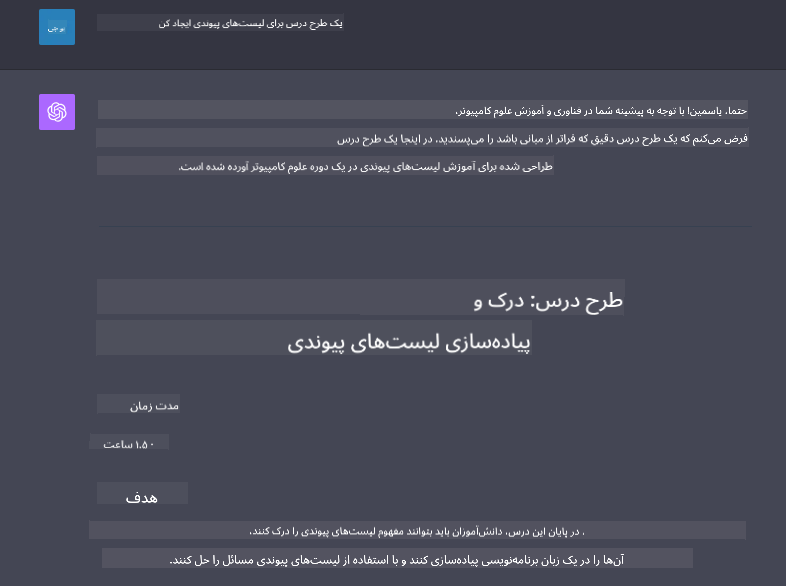 یک طرح درس برای لیست‌های پیوندی ایجاد کن
حتما، یاسمین! با توجه به پیشینه شما در فناوری و آموزش علوم کامپیوتر،
فرض می‌کنم که یک طرح درس دقیق که فراتر از مبانی باشد را می‌پسندید. در اینجا یک طرح درس
طراحی شده برای آموزش لیست‌های پیوندی در یک دوره علوم کامپیوتر آورده شده است.
طرح درس: درک و
پیاده‌سازی لیست‌های پیوندی
مدت زمان
۱.۵۰ ساعت
هدف
. در پایان این درس، دانش‌آموزان باید بتوانند مفهوم لیست‌های پیوندی را درک کنند،
آن‌ها را در یک زبان برنامه‌نویسی پیاده‌سازی کنند و با استفاده از لیست‌های پیوندی مسائل را حل کنند.